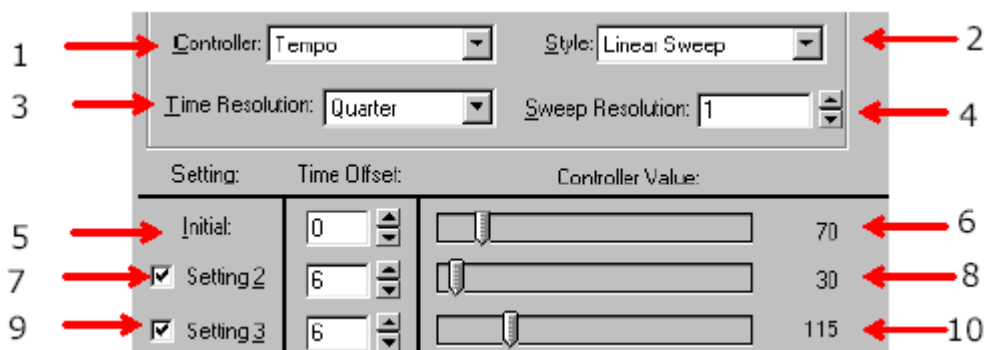 1 Controller: Tempo Style: Linear Sweep 2
3 Time Resolution: Quarter Sweep Resolution: 1 4
Setting: Time Offset: Controller Value:
5 Initial: 0 70 6
7 Setting 2 6 30 8
9 Setting 3 6 115 10